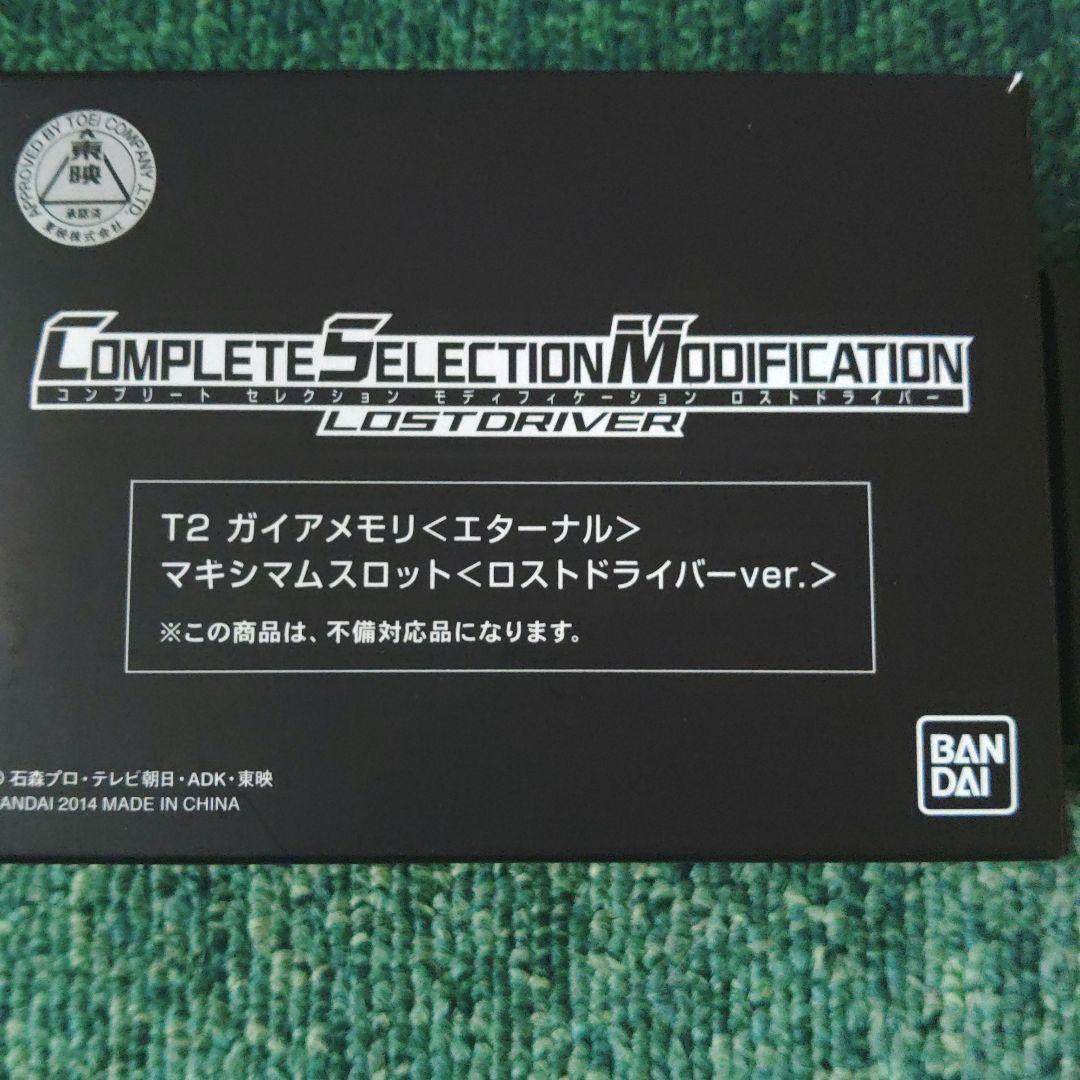 APPROVED BY TOEI COMPANY, LTD.
東映
承認済
東映株式会社
COMPLETE SELECTION MODIFICATION
コンプリート セレクション モディフィケーション ロストドライバー
LOSTDRIVER
T2 ガイアメモリ<エターナル>
マキシマムスロット<ロストドライバーver.>
※この商品は、不備対応品になります。
石森プロ・テレビ朝日・ADK・東映
ANDAI 2014 MADE IN CHINA
BAN
DAI